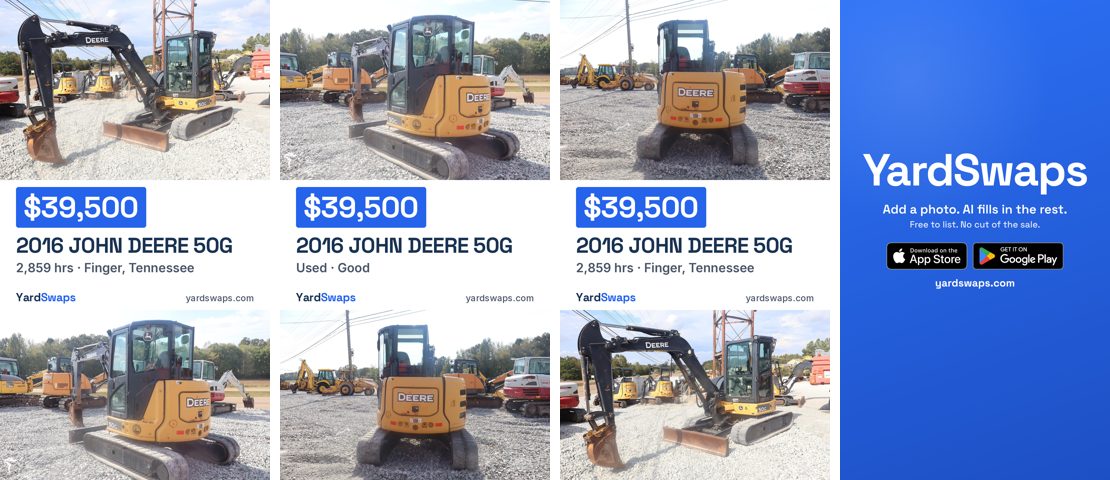 DEERE
DEERE
DEERE
$39,500
2016 JOHN DEERE 50G
2,859 hrs · Finger, Tennessee
YardSwaps
yardswaps.com
$39,500
2016 JOHN DEERE 50G
Used · Good
YardSwaps
yardswaps.com
$39,500
2016 JOHN DEERE 50G
2,859 hrs · Finger, Tennessee
YardSwaps
yardswaps.com
DEERE
DEERE
DEERE
YardSwaps
Add a photo. AI fills in the rest.
Free to list. No cut of the sale.
Download on the
App Store
GET IT ON
Google Play
yardswaps.com